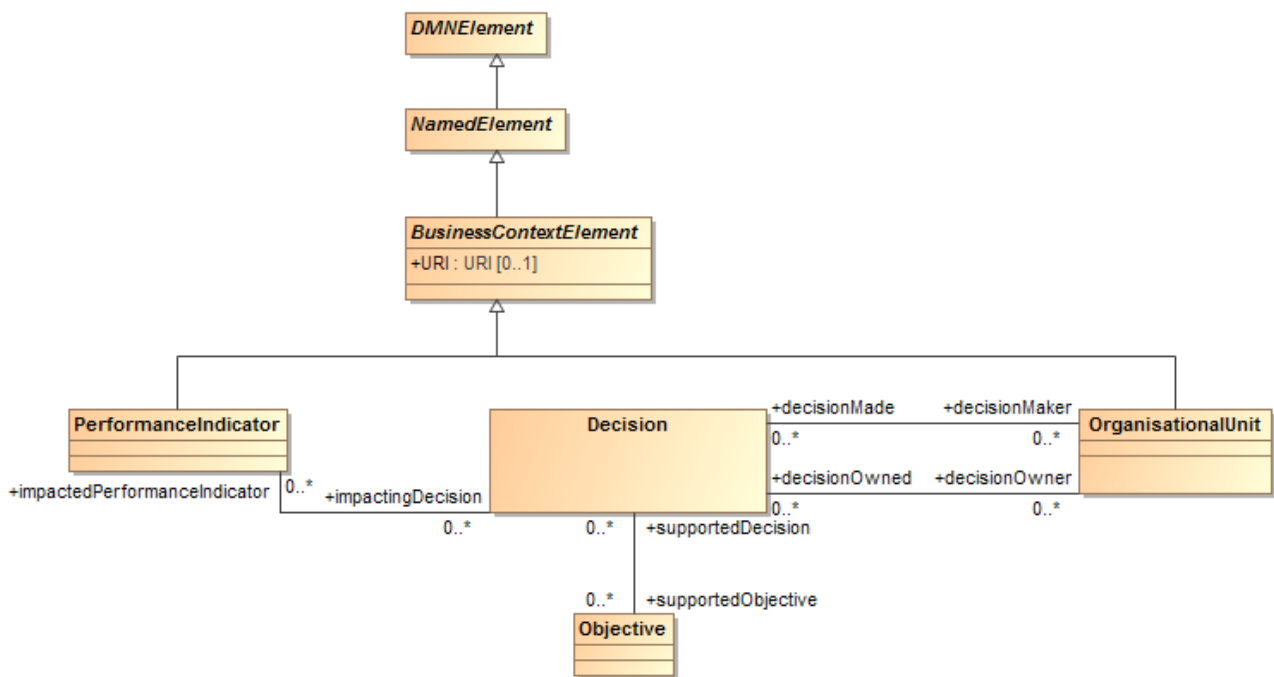 DMNElement
NamedElement
BusinessContextElement
+URI : URI [0..1]
PerformanceIndicator
Decision
+decisionMade
+decisionMaker
OrganisationalUnit
0..*
0..*
+decisionOwned
+decisionOwner
+impactedPerformanceIndicator
0..*
+impactingDecision
0..*
0..*
0..*
0..*
+supportedDecision
0..*
+supportedObjective
Objective